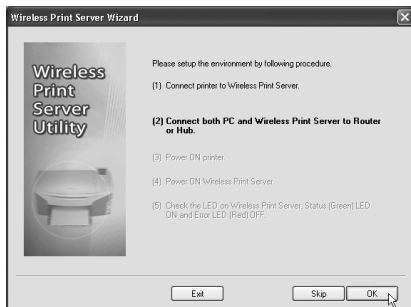 Wireless Print Server Wizard
Wireless
Print
Server
Utility
Please setup the environment by following procedure.
(1) Connect printer to Wireless Server.
(2) Connect both PC and Wireless Print Server to Router
or Hub.
(3) Power ON printer.
(4) Power ON Wireless Print Server.
(5) Check the LED on Wireless Print Server, Status (Green) LED
ON and Error LED (Red) OFF.
Exit
Skip
OK